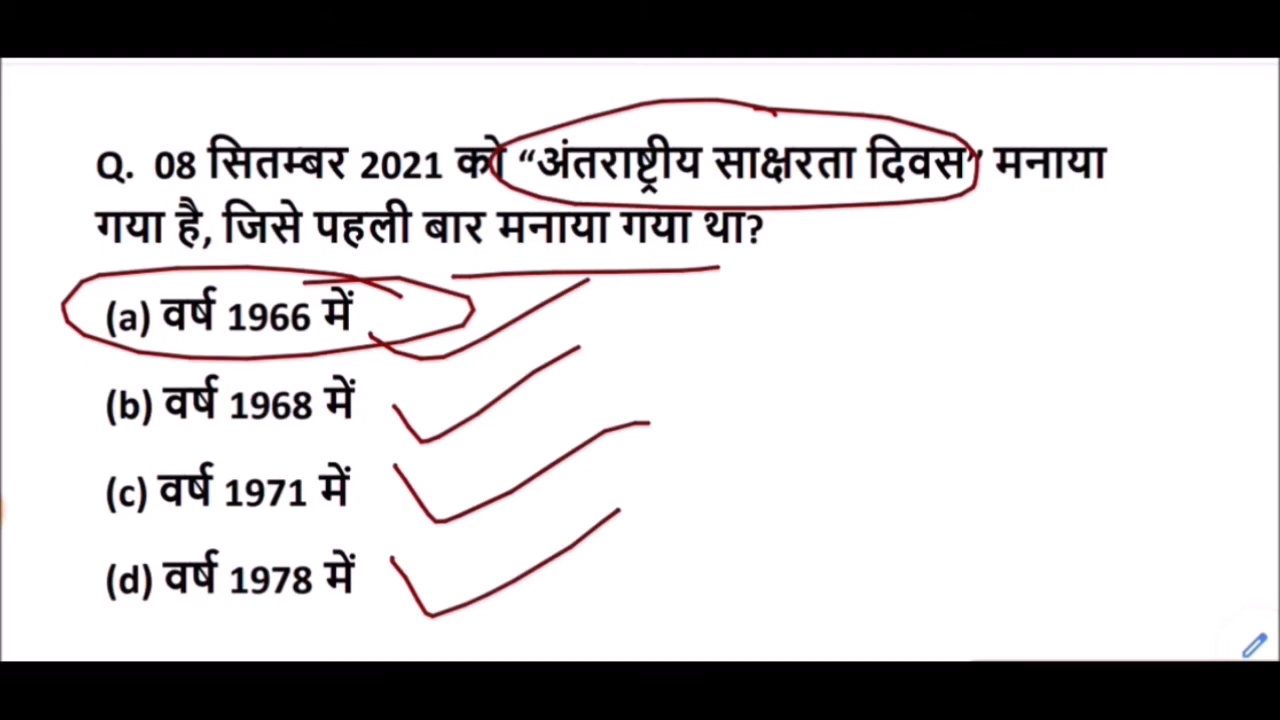 Q. 08 सितम्बर 2021 को “अंतराष्ट्रीय साक्षरता दिवस” मनाया
गया है, जिसे पहली बार मनाया गया था?
(a) वर्ष 1966 में
(b) वर्ष 1968 में
(c) वर्ष 1971 में
(d) वर्ष 1978 में